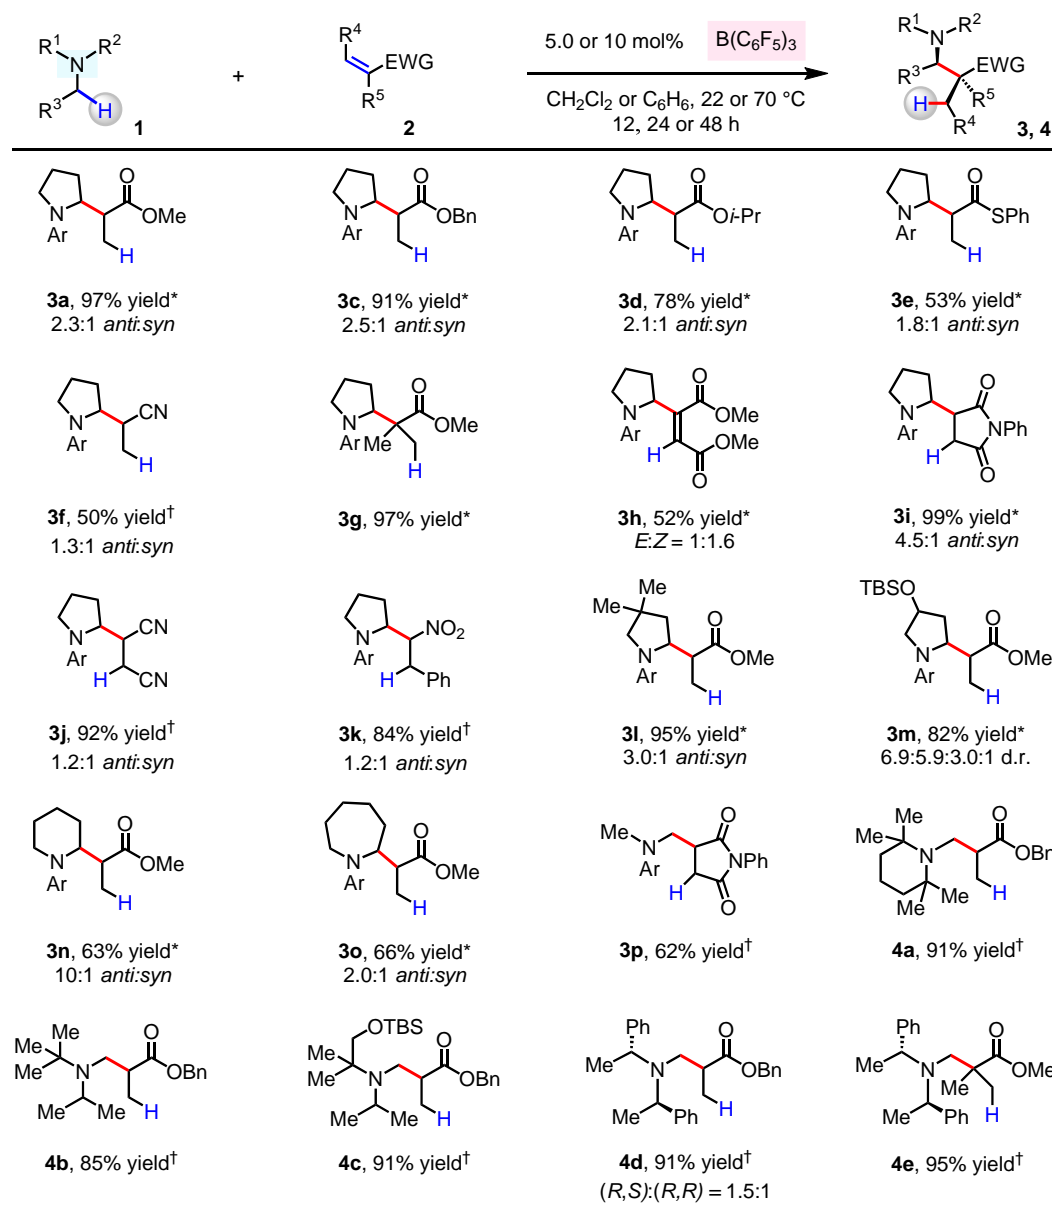 R1 R2
N
R3 H
1
+
R4
EWG
R5
2
5.0 or 10 mol% B(C6F5)3
CH2Cl2 or C6H6, 22 or 70 °C
12, 24 or 48 h
R1 R2
N
R3 EWG
H R5
R4
3, 4
O
N OMe
Ar
H
3a, 97% yield*
2.3:1 anti:syn
O
N OBn
Ar
H
3c, 91% yield*
2.5:1 anti:syn
O
N Oi-Pr
Ar
H
3d, 78% yield*
2.1:1 anti:syn
O
N SPh
Ar
H
3e, 53% yield*
1.8:1 anti:syn
CN
N
Ar
H
3f, 50% yield†
1.3:1 anti:syn
O
N OMe
Ar Me
H
3g, 97% yield*
O
N OMe
Ar OMe
H
O
3h, 52% yield*
E:Z = 1:1.6
O
N N Ph
Ar
H O
3i, 99% yield*
4.5:1 anti:syn
N CN
Ar
H CN
3j, 92% yield†
1.2:1 anti:syn
N NO2
Ar
H Ph
3k, 84% yield†
1.2:1 anti:syn
Me
Me O
N OMe
Ar
H
3l, 95% yield*
3.0:1 anti:syn
TBSO
O
N OMe
Ar
H
3m, 82% yield*
6.9:5.9:3.0:1 d.r.
O
N OMe
Ar
H
3n, 63% yield*
10:1 anti:syn
O
N OMe
Ar
H
3o, 66% yield*
2.0:1 anti:syn
Me O
N
Ar N Ph
H O
3p, 62% yield†
Me
Me O
N OBn
Me H
Me
4a, 91% yield†
Me
Me O
Me N OBn
Me Me H
4b, 85% yield†
OTBS
Me O
Me N OBn
Me Me H
4c, 91% yield†
Ph
O
Me N OBn
Me Ph H
4d, 91% yield†
(R,S):(R,R) = 1.5:1
Ph
O
Me N OMe
Me
Me Ph H
4e, 95% yield†